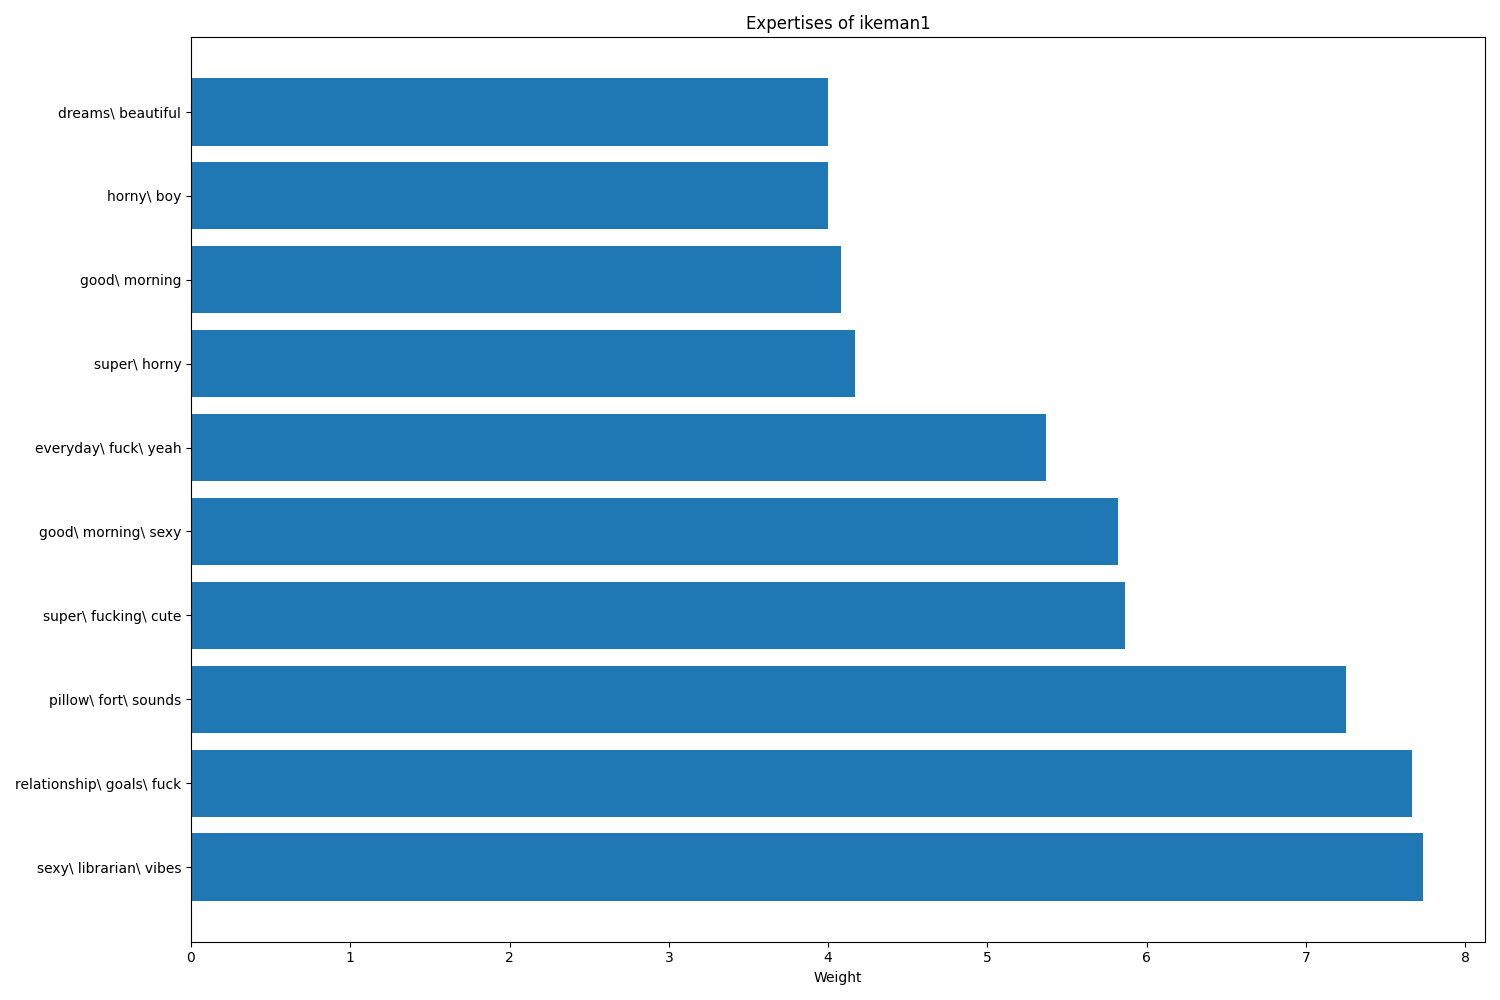 Expertises of ikeman1
dreams\ beautiful
horny\ boy
good\ morning
super\ horny
everyday\ fuck\ yeah
good\ morning\ sexy
super\ fucking\ cute
pillow\ fort\ sounds
relationship\ goals\ fuck
sexy\ librarian\ vibes
0 1 2 3 4 5 6 7 8
Weight